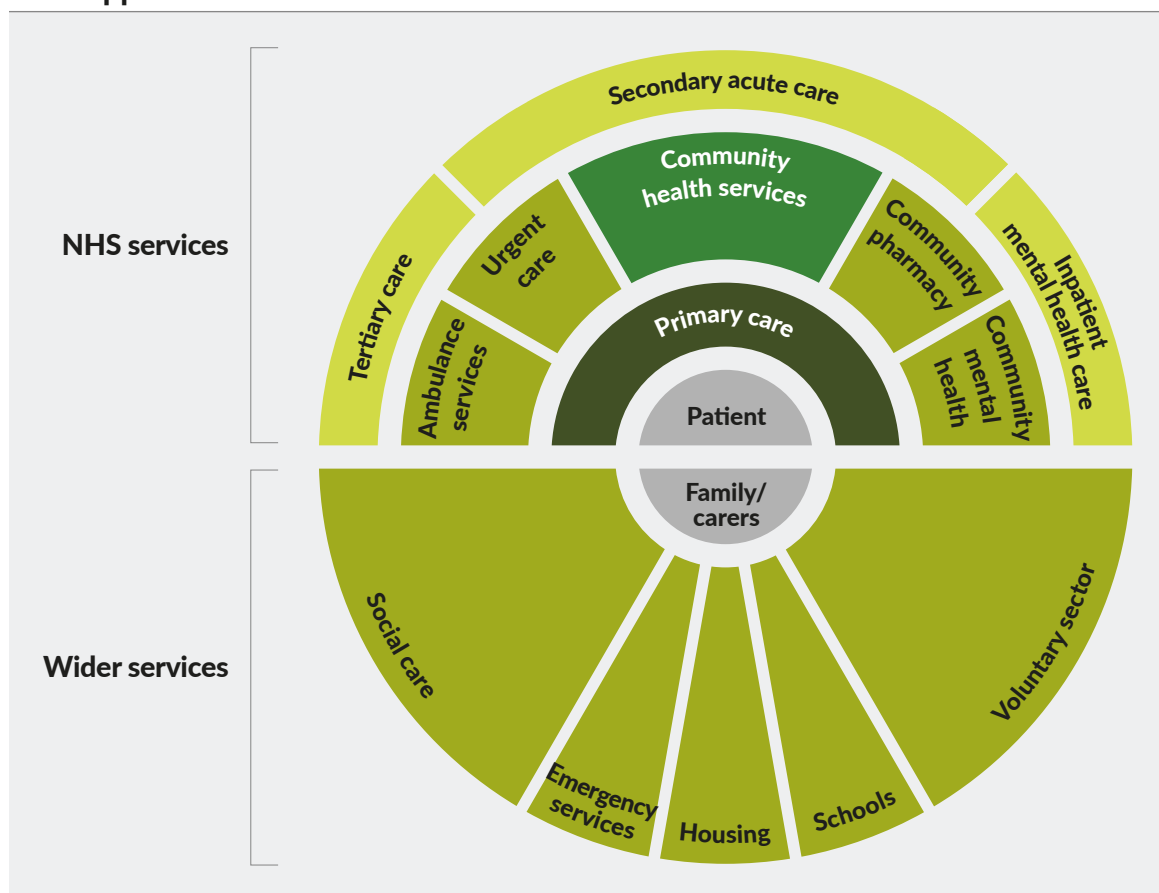 Secondary acute care
Community
health services
Urgent
care
Community
pharmacy
Tertiary care
Inpatient
mental health care
NHS services
Primary care
Ambulance
services
Community
mental
health
Patient
Family/
carers
Wider services
Social care
Voluntary sector
Emergency
services
Housing
Schools